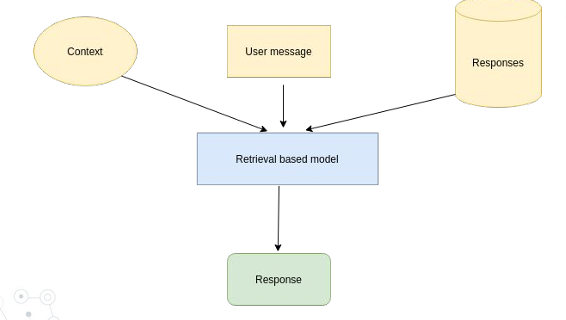 Context
User message
Responses
Retrieval based model
Response